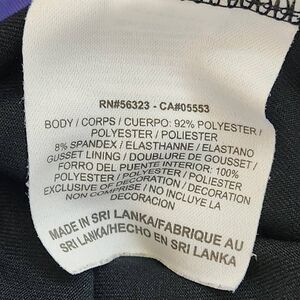 RN#56323 - CA#05553
BODY / CORPS / CUERPO: 92% POLYESTER /
POLYESTER / POLIESTER
8% SPANDEX / ELASTHANNE / ELASTANO
GUSSET LINING / DOUBLURE DE GOUSSET /
FORRO DEL PUENTE INTERIOR: 100%
POLYESTER / POLYESTER / POLIESTER
EXCLUSIVE OF DECORATION / DECORATION
NON COMPRISE / NO INCLUYE LA
DECORACION
MADE IN SRI LANKA/FABRIQUE AU
SRI LANKA/HECHO EN SRI LANKA